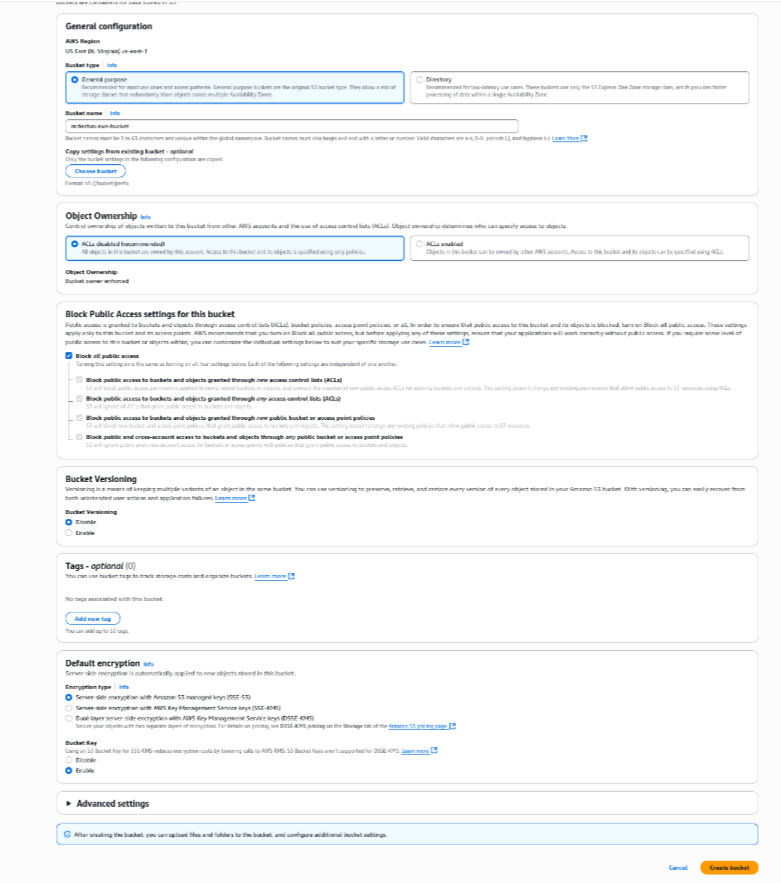 General configuration
AWS Region
US East (N. Virginia) us-east-1
Bucket type | Info
General purpose
Recommended for most use cases and access patterns. General purpose buckets are the original S3 bucket type. They allow a mix of
storage classes that redundantly store objects across multiple Availability Zones.
Directory
Recommended for low-latency use cases. These buckets use only the S3 Express One Zone storage class, which provides faster
processing of data within a single Availability Zone.
Bucket name | Info
Bucket names must be 3 to 63 characters and unique within the global namespace. Bucket names must also begin and end with a letter or number. Valid characters are a-z, 0-9, periods (.), and hyphens (-). Learn More
Copy settings from existing bucket - optional
Only the bucket settings in the following configuration are copied.
Choose bucket
Format: s3://bucket/prefix
Object Ownership Info
Control ownership of objects written to this bucket from other AWS accounts and the use of access control lists (ACLs). Object ownership determines who can specify access to objects.
ACLs disabled (recommended)
All objects in this bucket are owned by this account. Access to this bucket and its objects is specified using only policies.
ACLs enabled
Objects in this bucket can be owned by other AWS accounts. Access to this bucket and its objects can be specified using ACLs.
Object Ownership
Bucket owner enforced
Block Public Access settings for this bucket
Public access is granted to buckets and objects through access control lists (ACLs), bucket policies, access point policies, or all. In order to ensure that public access to this bucket and its objects is blocked, turn on Block all public access. These settings
apply only to this bucket and its access points. AWS recommends that you turn on Block all public access, but before applying any of these settings, ensure that your applications will work correctly without public access. If you require some level of
public access to this bucket or objects within, you can customize the individual settings below to suit your specific storage use cases. Learn more
Block all public access
Turning this setting on is the same as turning on all four settings below. Each of the following settings are independent of one another.
Block public access to buckets and objects granted through new access control lists (ACLs)
S3 will block public access permissions applied to newly added buckets or objects, and prevent the creation of new public access ACLs for existing buckets and objects. This setting doesn't change any existing permissions that allow public access to S3 resources using ACLs.
Block public access to buckets and objects granted through any access control lists (ACLs)
S3 will ignore all ACLs that grant public access to buckets and objects.
Block public access to buckets and objects granted through new public bucket or access point policies
S3 will block new bucket and access point policies that grant public access to buckets and objects. This setting doesn't change any existing policies that allow public access to S3 resources.
Block public and cross-account access to buckets and objects through any public bucket or access point policies
S3 will ignore public and cross-account access for buckets or access points with policies that grant public access to buckets and objects.
Bucket Versioning
Versioning is a means of keeping multiple variants of an object in the same bucket. You can use versioning to preserve, retrieve, and restore every version of every object stored in your Amazon S3 bucket. With versioning, you can easily recover from
both unintended user actions and application failures. Learn more
Bucket Versioning
Disable
Enable
Tags - optional (0)
You can use bucket tags to track storage costs and organize buckets. Learn more
No tags associated with this bucket.
Add new tag
You can add up to 50 tags.
Default encryption Info
Server-side encryption is automatically applied to new objects stored in this bucket.
Encryption type | Info
Server-side encryption with Amazon S3 managed keys (SSE-S3)
Server-side encryption with AWS Key Management Service keys (SSE-KMS)
Dual-layer server-side encryption with AWS Key Management Service keys (DSSE-KMS)
Secure your objects with two separate layers of encryption. For details on pricing, see DSSE-KMS pricing on the Storage tab of the Amazon S3 pricing page.
Bucket Key
Using an S3 Bucket Key for SSE-KMS reduces encryption costs by lowering calls to AWS KMS. S3 Bucket Keys aren't supported for DSSE-KMS. Learn more
Disable
Enable
Advanced settings
After creating the bucket, you can upload files and folders to the bucket, and configure additional bucket settings.
Cancel
Create bucket